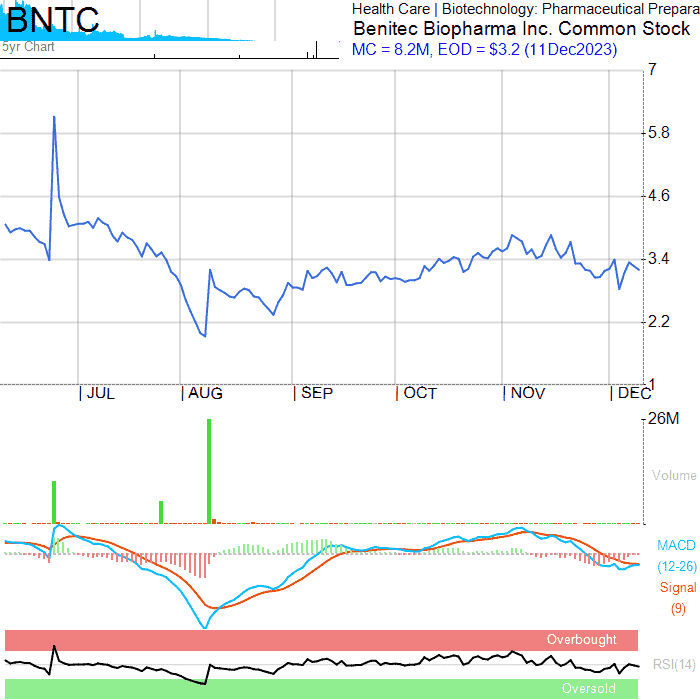 BNTC
5yr Chart
Health Care | Biotechnology: Pharmaceutical Prepara
Benitec Biopharma Inc. Common Stock
MC = 8.2M, EOD = $3.2 (11Dec2023)
7
5.8
4.6
3.4
2.2
1
JUL AUG SEP OCT NOV DEC
26M
Volume
MACD
(12-26)
Signal
(9)
Overbought
RSI(14)
Oversold